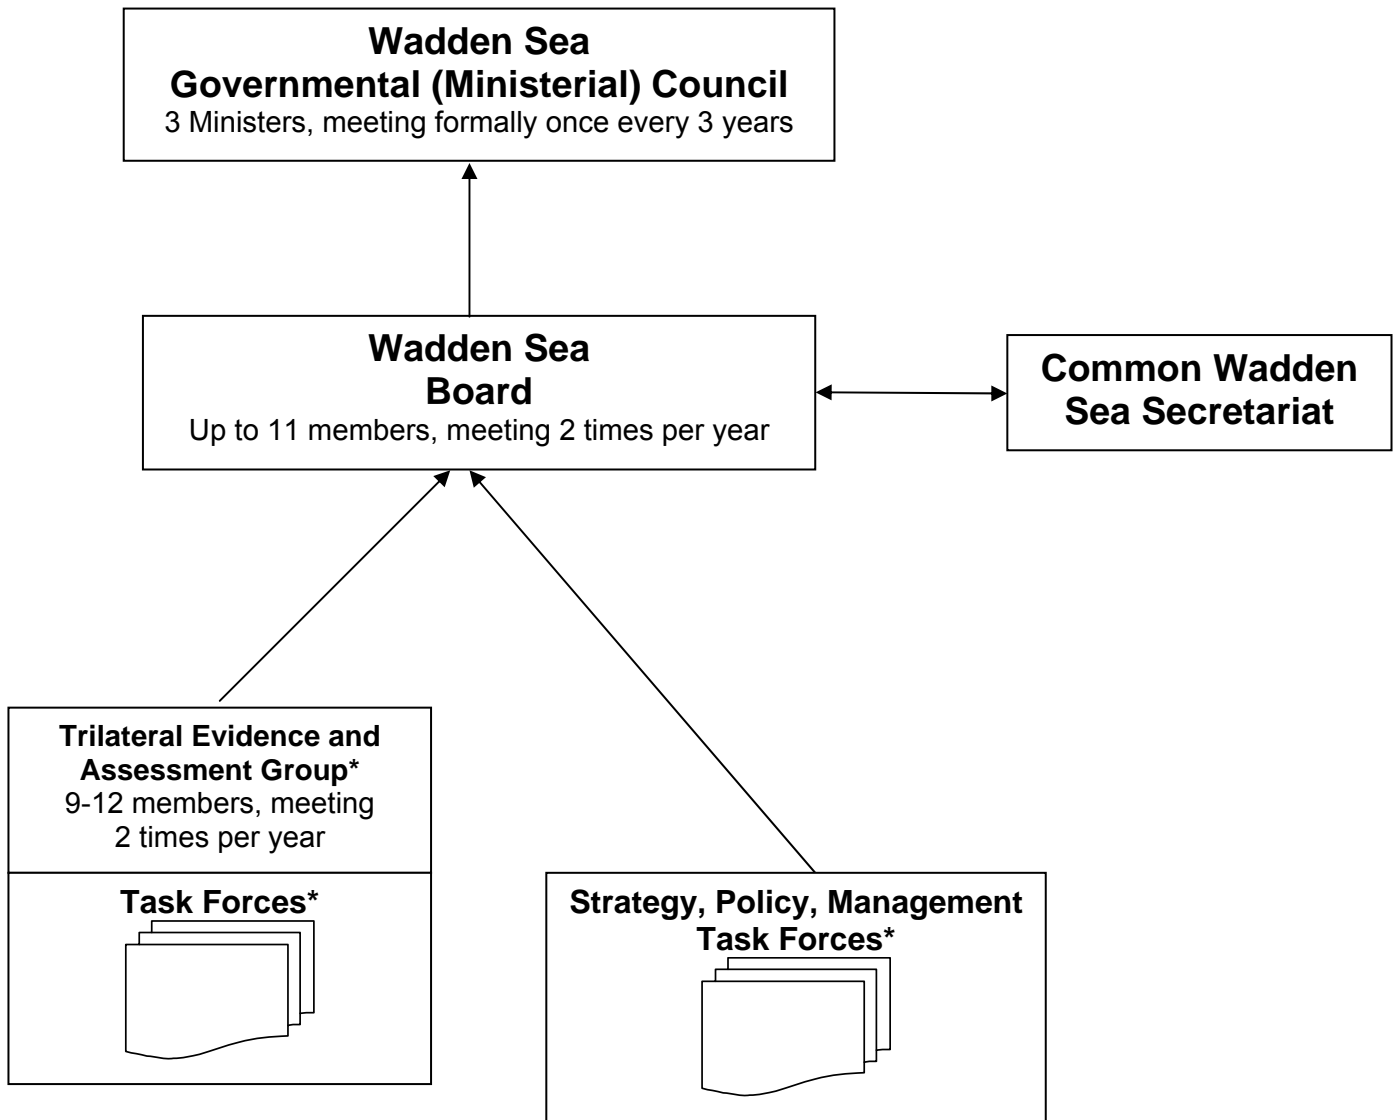 Wadden Sea
Governmental (Ministerial) Council
3 Ministers, meeting formally once every 3 years
Wadden Sea
Board
Up to 11 members, meeting 2 times per year
Common Wadden
Sea Secretariat
Trilateral Evidence and
Assessment Group*
9-12 members, meeting
2 times per year
Task Forces*
Strategy, Policy, Management
Task Forces*